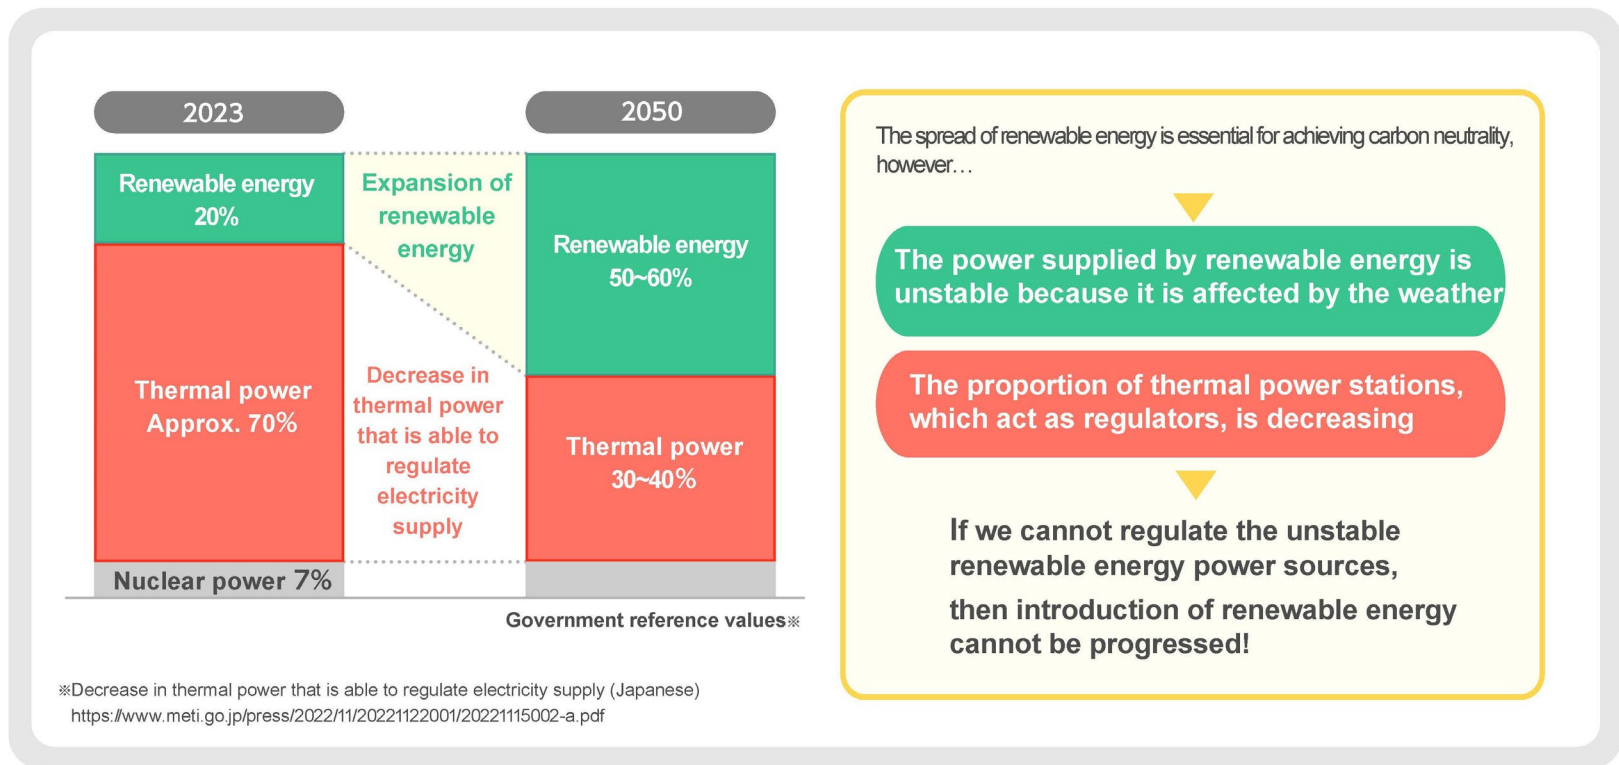 2023
Renewable energy
20%
Thermal power
Approx. 70%
Nuclear power 7%
Expansion of
renewable
energy
Decrease in
thermal power
that is able to
regulate
electricity
supply
2050
Renewable energy
50~60%
Thermal power
30~40%
Government reference values※
※Decrease in thermal power that is able to regulate electricity supply (Japanese)
https://www.meti.go.jp/press/2022/11/20221122001/20221115002-a.pdf
The spread of renewable energy is essential for achieving carbon neutrality,
however…
The power supplied by renewable energy is
unstable because it is affected by the weather
The proportion of thermal power stations,
which act as regulators, is decreasing
If we cannot regulate the unstable
renewable energy power sources,
then introduction of renewable energy
cannot be progressed!